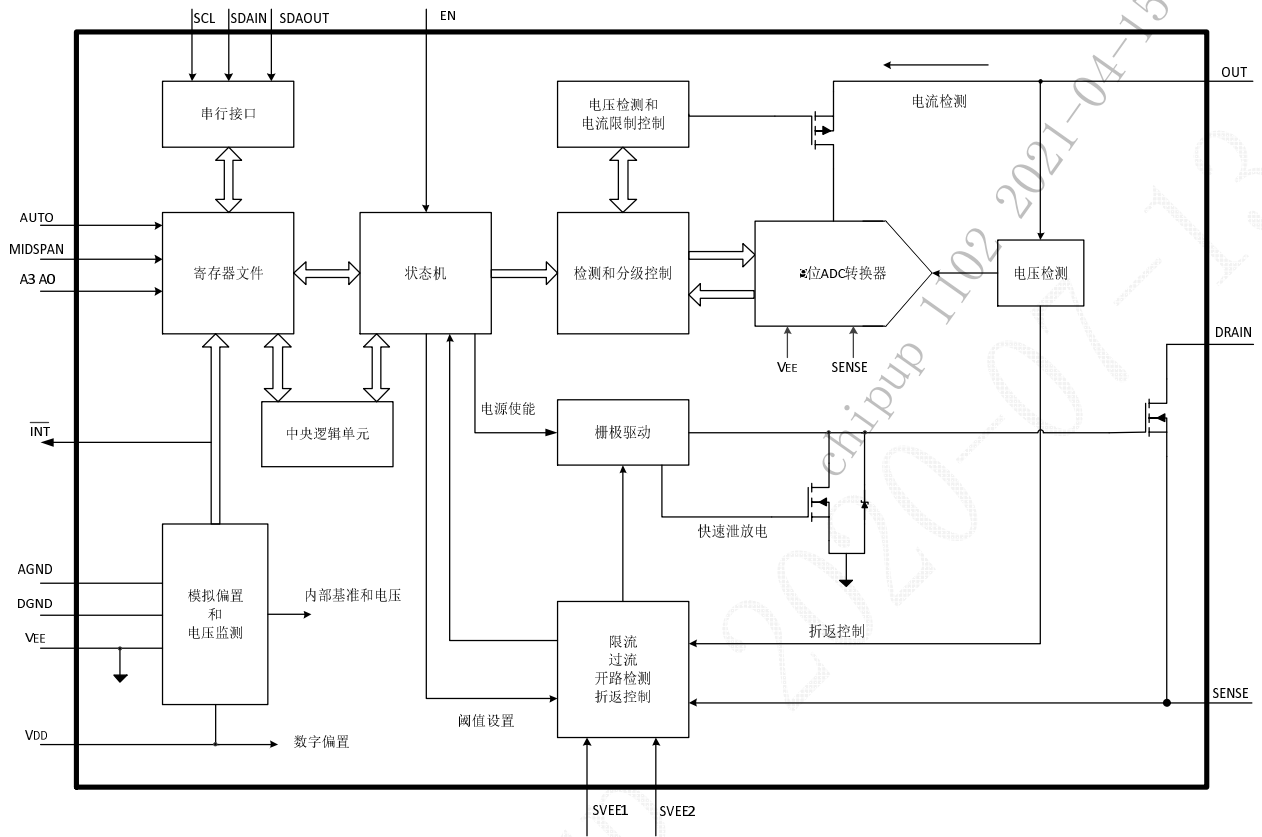 SCL SDAIN SDAOUT EN
OUT
串行接口
电压检测和
电流限制控制
电流检测
AUTO
MIDSPAN
A3 A0
寄存器文件
状态机
检测和分级控制
位ADC转换器
电压检测
VEE SENSE
DRAIN
电源使能
INT
中央逻辑单元
栅极驱动
快速泄放电
AGND
DGND
VEE
模拟偏置
和
电压监测
内部基准和电压
限流
过流
开路检测
折返控制
折返控制
SENSE
阈值设置
VDD
数字偏置
SVEE1 SVEE2
chipup 1102 2021-04-15
2020-07-13